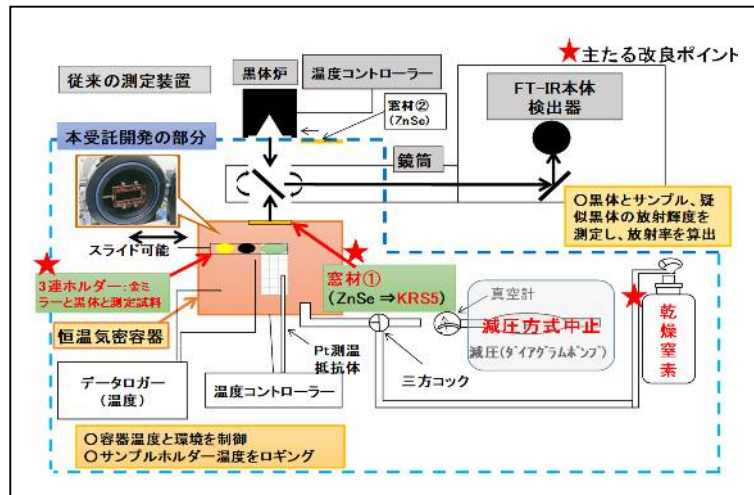 ★主たる改良ポイント
従来の測定装置
黒体炉
温度コントローラー
FT-IR本体
検出器
窓材②
(ZnSe)
本受託開発の部分
鏡筒
○黒体とサンプル、疑
似黒体の放射輝度を
測定し、放射率を算出
スライド可能
3連ホルダー:金ミ
ラーと黒体と測定試料
窓材①
(ZnSe⇒KRS5)
真空計
減圧方式中止
減圧(ダイアグラムポンプ)
乾燥窒素
恒温気密容器
Pt測温
抵抗体
三方コック
データロガー
(温度)
温度コントローラー
○容器温度と環境を制御
○サンプルホルダー温度をロギング